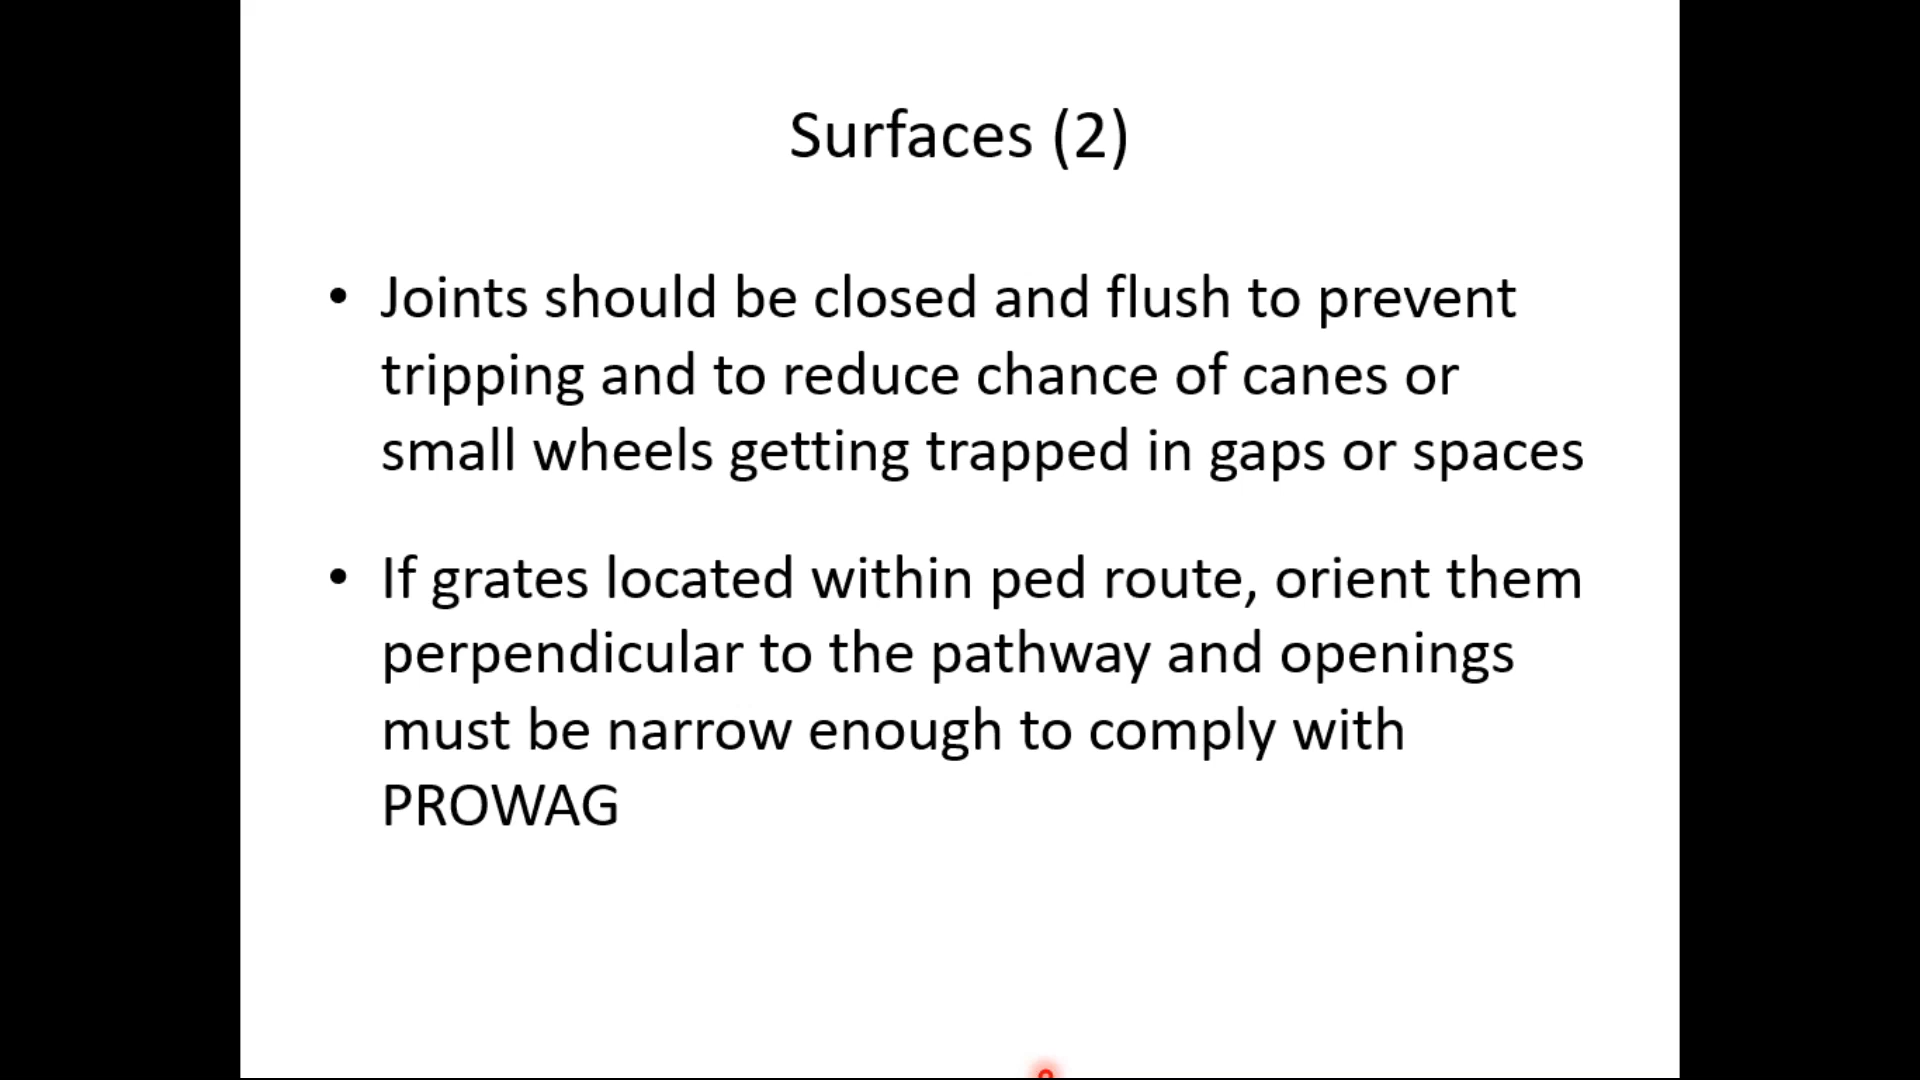 Surfaces (2)
• Joints should be closed and flush to prevent
tripping and to reduce chance of canes or
small wheels getting trapped in gaps or spaces
• If grates located within ped route, orient them
perpendicular to the pathway and openings
must be narrow enough to comply with
PROWAG